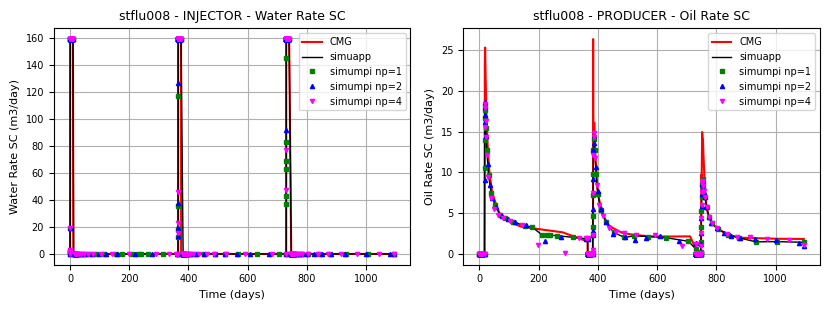 stflu008 - INJECTOR - Water Rate SC
Water Rate SC (m3/day)
160
140
120
100
80
60
40
20
0
0
200
400
600
800
1000
Time (days)
CMG
simuapp
simumpi np=1
simumpi np=2
simumpi np=4
stflu008 - PRODUCER - Oil Rate SC
Oil Rate SC (m3/day)
25
20
15
10
5
0
0
200
400
600
800
1000
Time (days)
CMG
simuapp
simumpi np=1
simumpi np=2
simumpi np=4